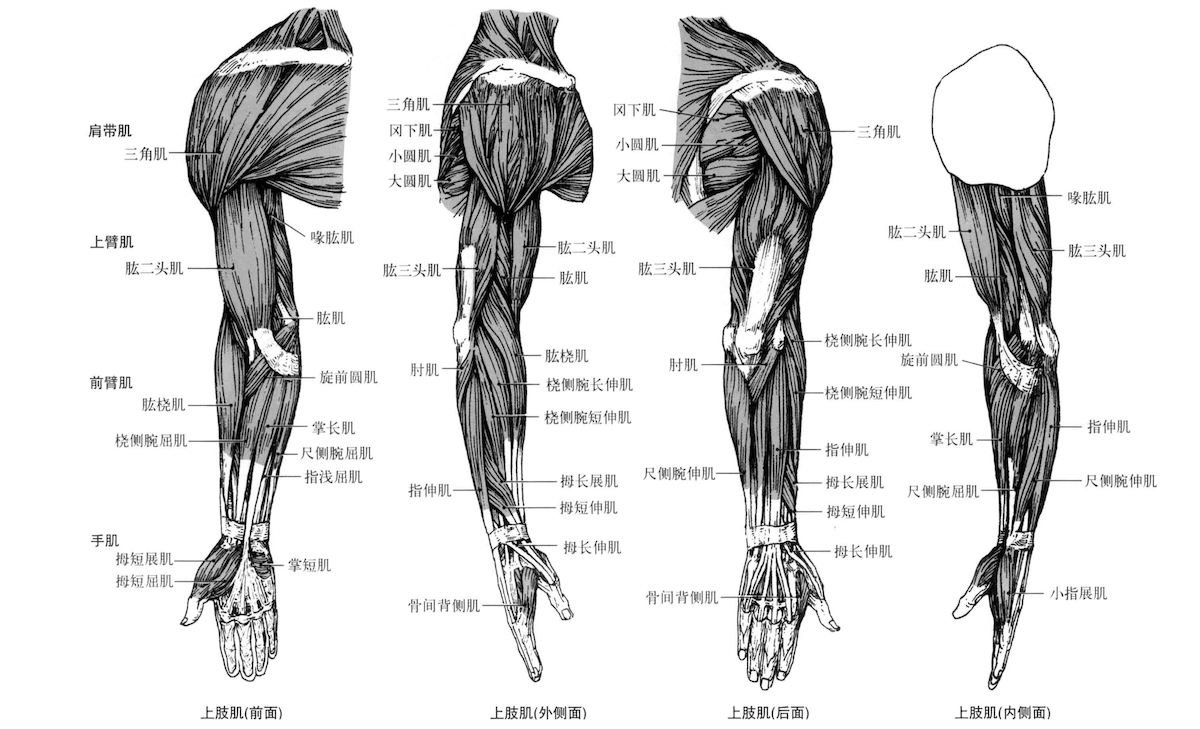 肩带肌
三角肌
喙肱肌
上臂肌
肱二头肌
肱肌
旋前圆肌
前臂肌
肱桡肌
掌长肌
桡侧腕屈肌
尺侧腕屈肌
指浅屈肌
手肌
拇短展肌
掌短肌
拇短屈肌
上肢肌(前面)
三角肌
冈下肌
小圆肌
大圆肌
肱二头肌
肱三头肌
肱肌
肱桡肌
肘肌
桡侧腕长伸肌
桡侧腕短伸肌
拇长展肌
指伸肌
拇短伸肌
拇长伸肌
骨间背侧肌
上肢肌(外侧面)
冈下肌
三角肌
小圆肌
大圆肌
肱三头肌
桡侧腕长伸肌
肘肌
桡侧腕短伸肌
指伸肌
尺侧腕伸肌
拇长展肌
拇短伸肌
拇长伸肌
骨间背侧肌
上肢肌(后面)
喙肱肌
肱二头肌
肱三头肌
肱肌
旋前圆肌
指伸肌
掌长肌
尺侧腕伸肌
尺侧腕屈肌
小指展肌
上肢肌(内侧面)